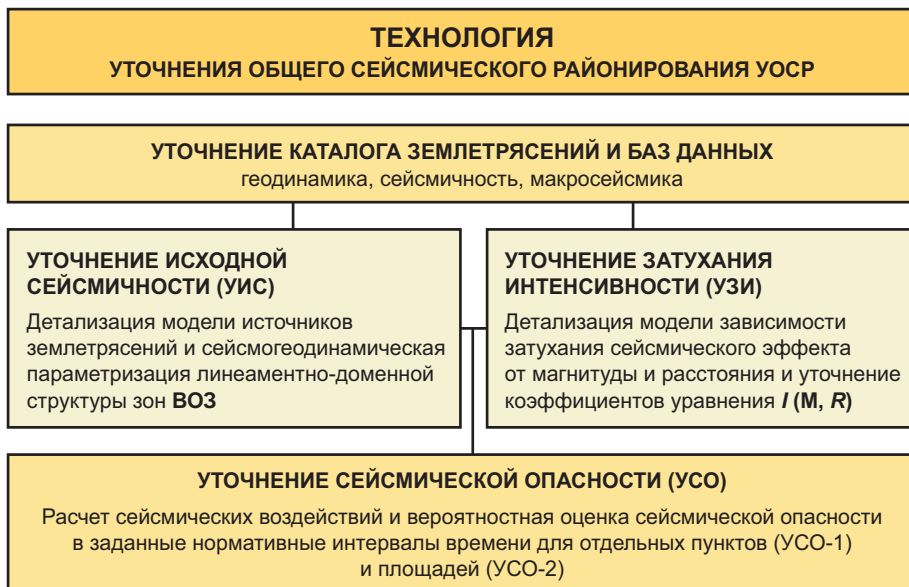 ТЕХНОЛОГИЯ
УТОЧНЕНИЯ ОБЩЕГО СЕЙСМИЧЕСКОГО РАЙОНИРОВАНИЯ УОСР
УТОЧНЕНИЕ КАТАЛОГА ЗЕМЛЕТРЯСЕНИЙ И БАЗ ДАННЫХ
геодинамика, сейсмичность, макросейсмика
УТОЧНЕНИЕ ИСХОДНОЙ
СЕЙСМИЧНОСТИ (УИС)
Детализация модели источников
землетрясений и сейсмогеодинамическая
параметризация линеаментно-доменной
структуры зон ВОЗ
УТОЧНЕНИЕ ЗАТУХАНИЯ
ИНТЕНСИВНОСТИ (УЗИ)
Детализация модели зависимости
затухания сейсмического эффекта
от магнитуды и расстояния и уточнение
коэффициентов уравнения I (M, R)
УТОЧНЕНИЕ СЕЙСМИЧЕСКОЙ ОПАСНОСТИ (УСО)
Расчет сейсмических воздействий и вероятностная оценка сейсмической опасности
в заданные нормативные интервалы времени для отдельных пунктов (УСО-1)
и площадей (УСО-2)